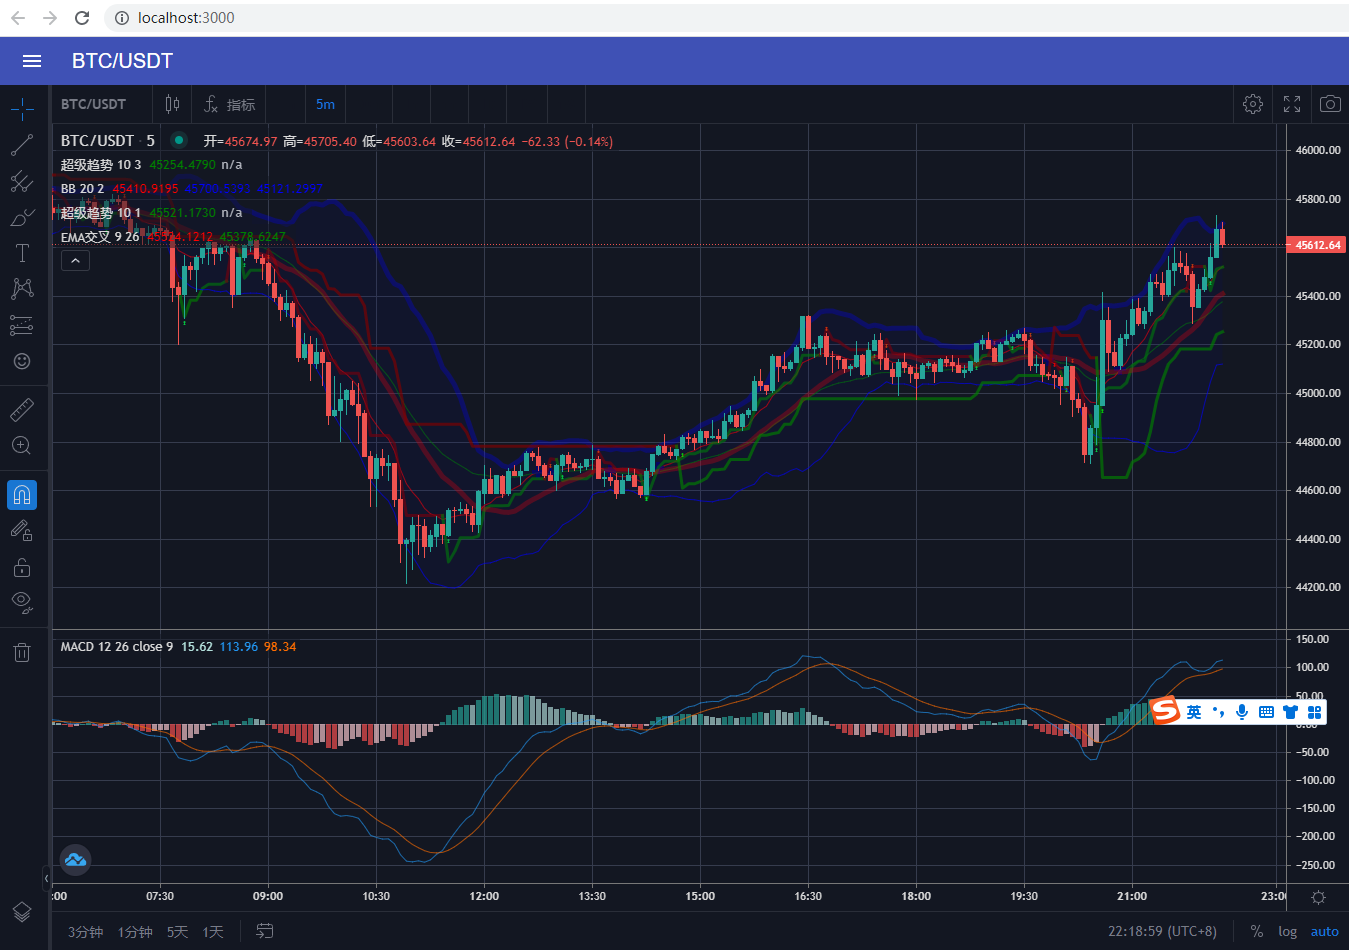 localhost:3000
BTC/USDT
BTC/USDT 指标 5m
BTC/USDT · 5 开=45674.97 高=45705.40 低=45603.64 收=45612.64 −62.33 (−0.14%)
超级趋势 10 3 45254.4790 n/a
BB 20 2 45410.9195
超级趋势 10 1 45521.1730 n/a
EMA交叉 9 26 45378.6247
46000.00
45800.00
45612.64
45400.00
45200.00
45000.00
44800.00
44600.00
44400.00
44200.00
MACD 12 26 close 9 15.62 113.96 98.34
150.00
100.00
50.00
英
0.00
−50.00
−100.00
−150.00
−200.00
−250.00
:00 07:30 09:00 10:30 12:00 13:30 15:00 16:30 18:00 19:30 21:00 23:00
3分钟 1分钟 5天 1天 22:18:59 (UTC+8) % log auto